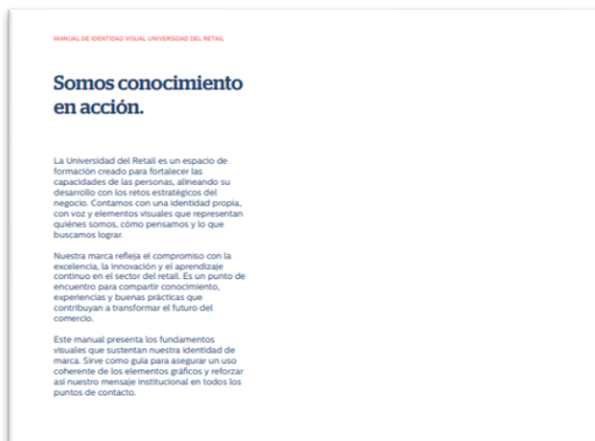 MANUAL DE IDENTIDAD VISUAL UNIVERSIDAD DEL RETAIL
Somos conocimiento
en acción.
La Universidad del Retail es un espacio de
formación creado para fortalecer las
capacidades de las personas, alineando su
desarrollo con los retos estratégicos del
negocio. Contamos con una identidad propia,
con voz y elementos visuales que representan
quiénes somos, cómo pensamos y lo que
buscamos lograr.
Nuestra marca refleja el compromiso con la
excelencia, la innovación y el aprendizaje
continuo en el sector del retail. Es un punto de
encuentro para compartir conocimiento,
experiencias y buenas prácticas que
contribuyan a transformar el futuro del
comercio.
Este manual presenta los fundamentos
visuales que sustentan nuestra identidad de
marca. Sirve como guía para asegurar un uso
coherente de los elementos gráficos y reforzar
así nuestro mensaje institucional en todos los
puntos de contacto.